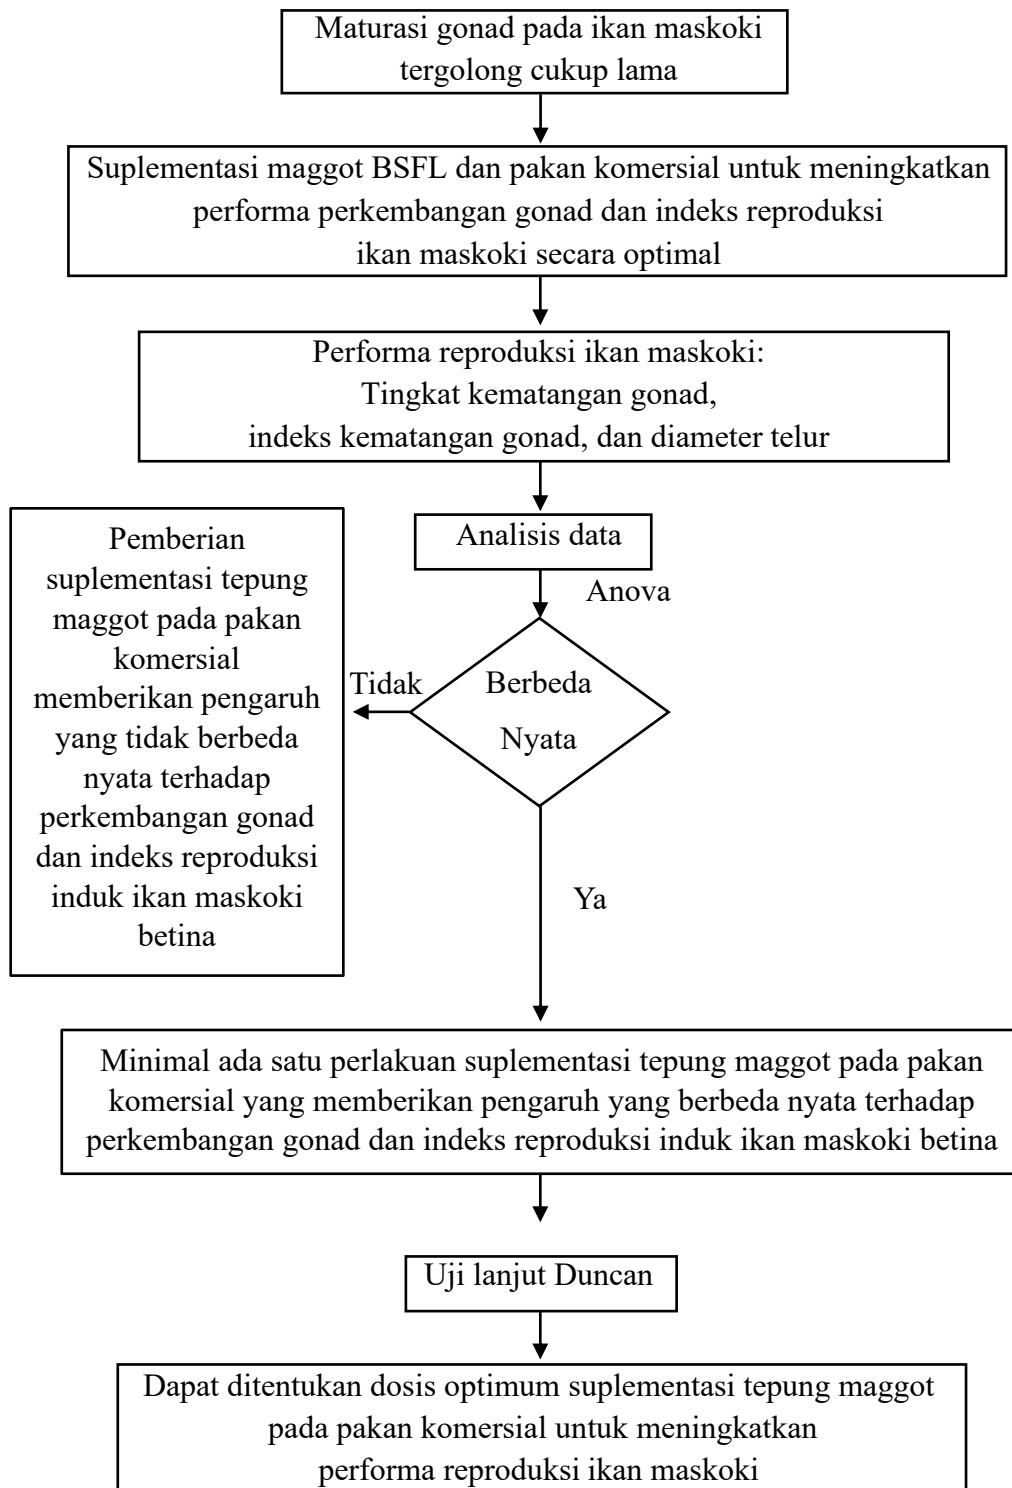 Maturasi gonad pada ikan maskoki
tergolong cukup lama
Suplementasi maggot BSFL dan pakan komersial untuk meningkatkan
performa perkembangan gonad dan indeks reproduksi
ikan maskoki secara optimal
Performa reproduksi ikan maskoki:
Tingkat kematangan gonad,
indeks kematangan gonad, dan diameter telur
Analisis data
Anova
Berbeda
Nyata
Tidak
Pemberian
suplementasi tepung
maggot pada pakan
komersial
memberikan pengaruh
yang tidak berbeda
nyata terhadap
perkembangan gonad
dan indeks reproduksi
induk ikan maskoki
betina
Ya
Minimal ada satu perlakuan suplementasi tepung maggot pada pakan
komersial yang memberikan pengaruh yang berbeda nyata terhadap
perkembangan gonad dan indeks reproduksi induk ikan maskoki betina
Uji lanjut Duncan
Dapat ditentukan dosis optimum suplementasi tepung maggot
pada pakan komersial untuk meningkatkan
performa reproduksi ikan maskoki